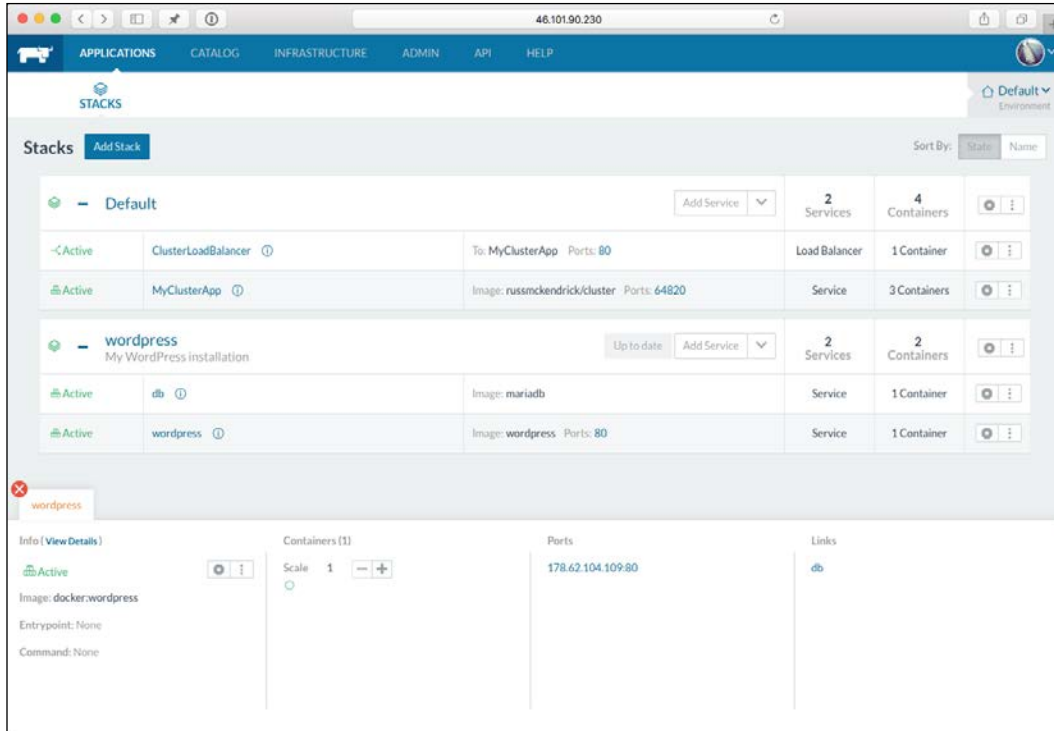 46.101.90.230
APPLICATIONS CATALOG INFRASTRUCTURE ADMIN API HELP
STACKS
Default
Environment
Stacks Add Stack Sort By: State Name
Default Add Service 2 Services 4 Containers
Active ClusterLoadBalancer To: MyClusterApp Ports: 80 Load Balancer 1 Container
Active MyClusterApp Image: russmckendrick/cluster Ports: 64820 Service 3 Containers
wordpress Up to date Add Service 2 Services 2 Containers
My WordPress installation
Active db Image: mariadb Service 1 Container
Active wordpress Image: wordpress Ports: 80 Service 1 Container
wordpress
Info ( View Details ) Containers (1) Ports Links
Active Scale 1 178.62.104.109:80 db
Image: docker:wordpress
Entrypoint: None
Command: None